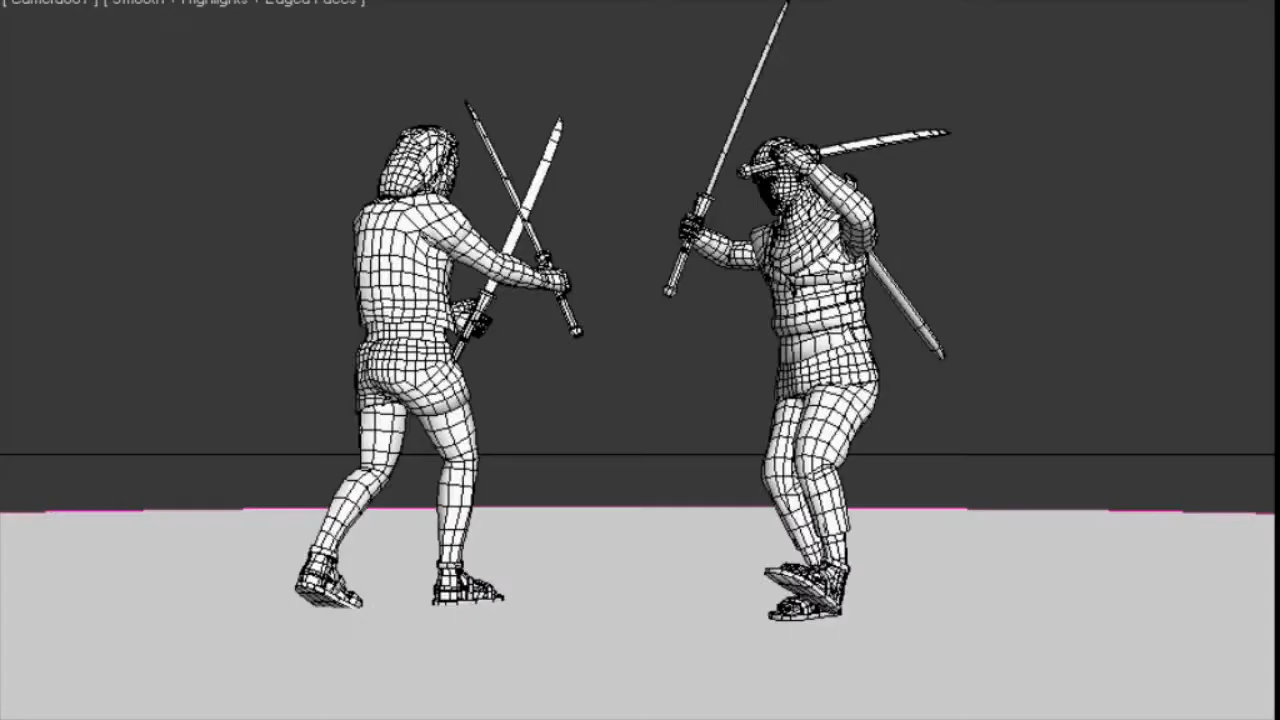 [ Camera001 ] [ Smooth + Highlights + Edged Faces ]